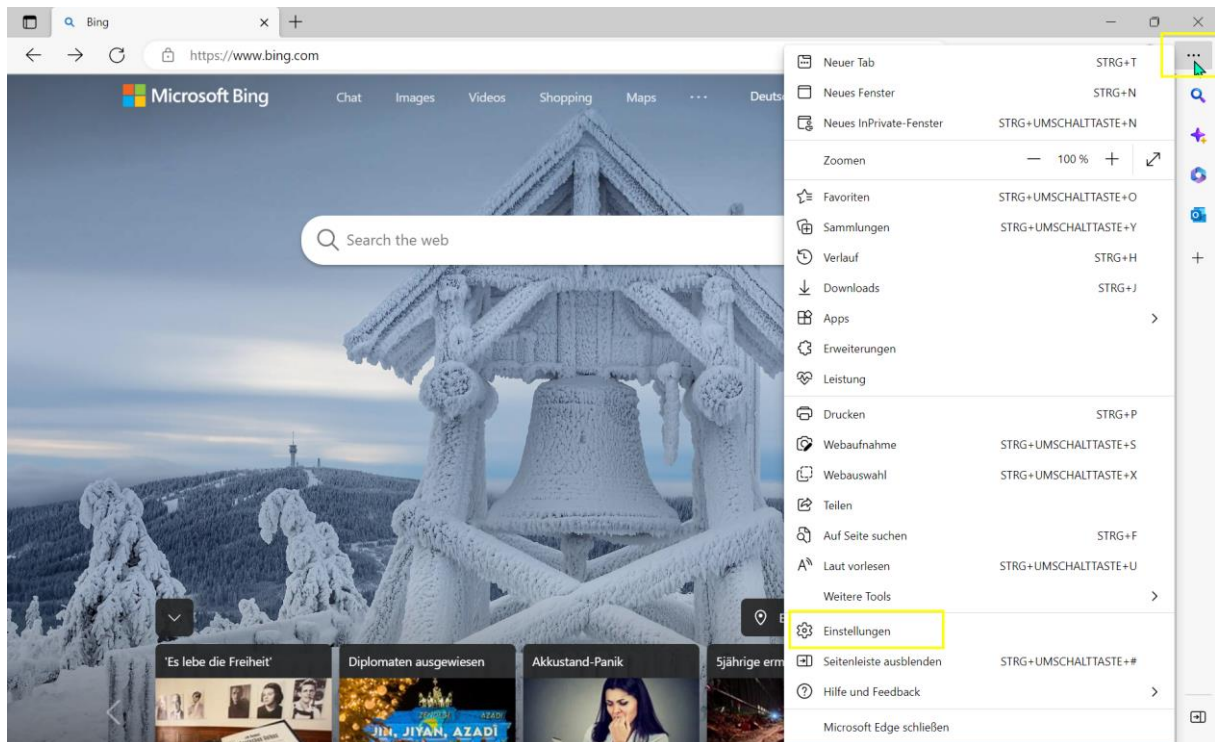 Bing
https://www.bing.com
Microsoft Bing
Chat Images Videos Shopping Maps ··· Deuts
Search the web
Neuer Tab STRG+T
Neues Fenster STRG+N
Neues InPrivate-Fenster STRG+UMSCHALTTASTE+N
Zoomen — 100 % +
Favoriten STRG+UMSCHALTTASTE+O
Sammlungen STRG+UMSCHALTTASTE+Y
Verlauf STRG+H
Downloads STRG+J
Apps
Erweiterungen
Leistung
Drucken STRG+P
Webaufnahme STRG+UMSCHALTTASTE+S
Webauswahl STRG+UMSCHALTTASTE+X
Teilen
Auf Seite suchen STRG+F
Laut vorlesen STRG+UMSCHALTTASTE+U
Weitere Tools
Einstellungen
Seitenleiste ausblenden STRG+UMSCHALTTASTE+#
Hilfe und Feedback
Microsoft Edge schließen
'Es lebe die Freiheit' Diplomaten ausgewiesen Akkustand-Panik 5jährige erm
JIN, JIYAN, AZADÎ